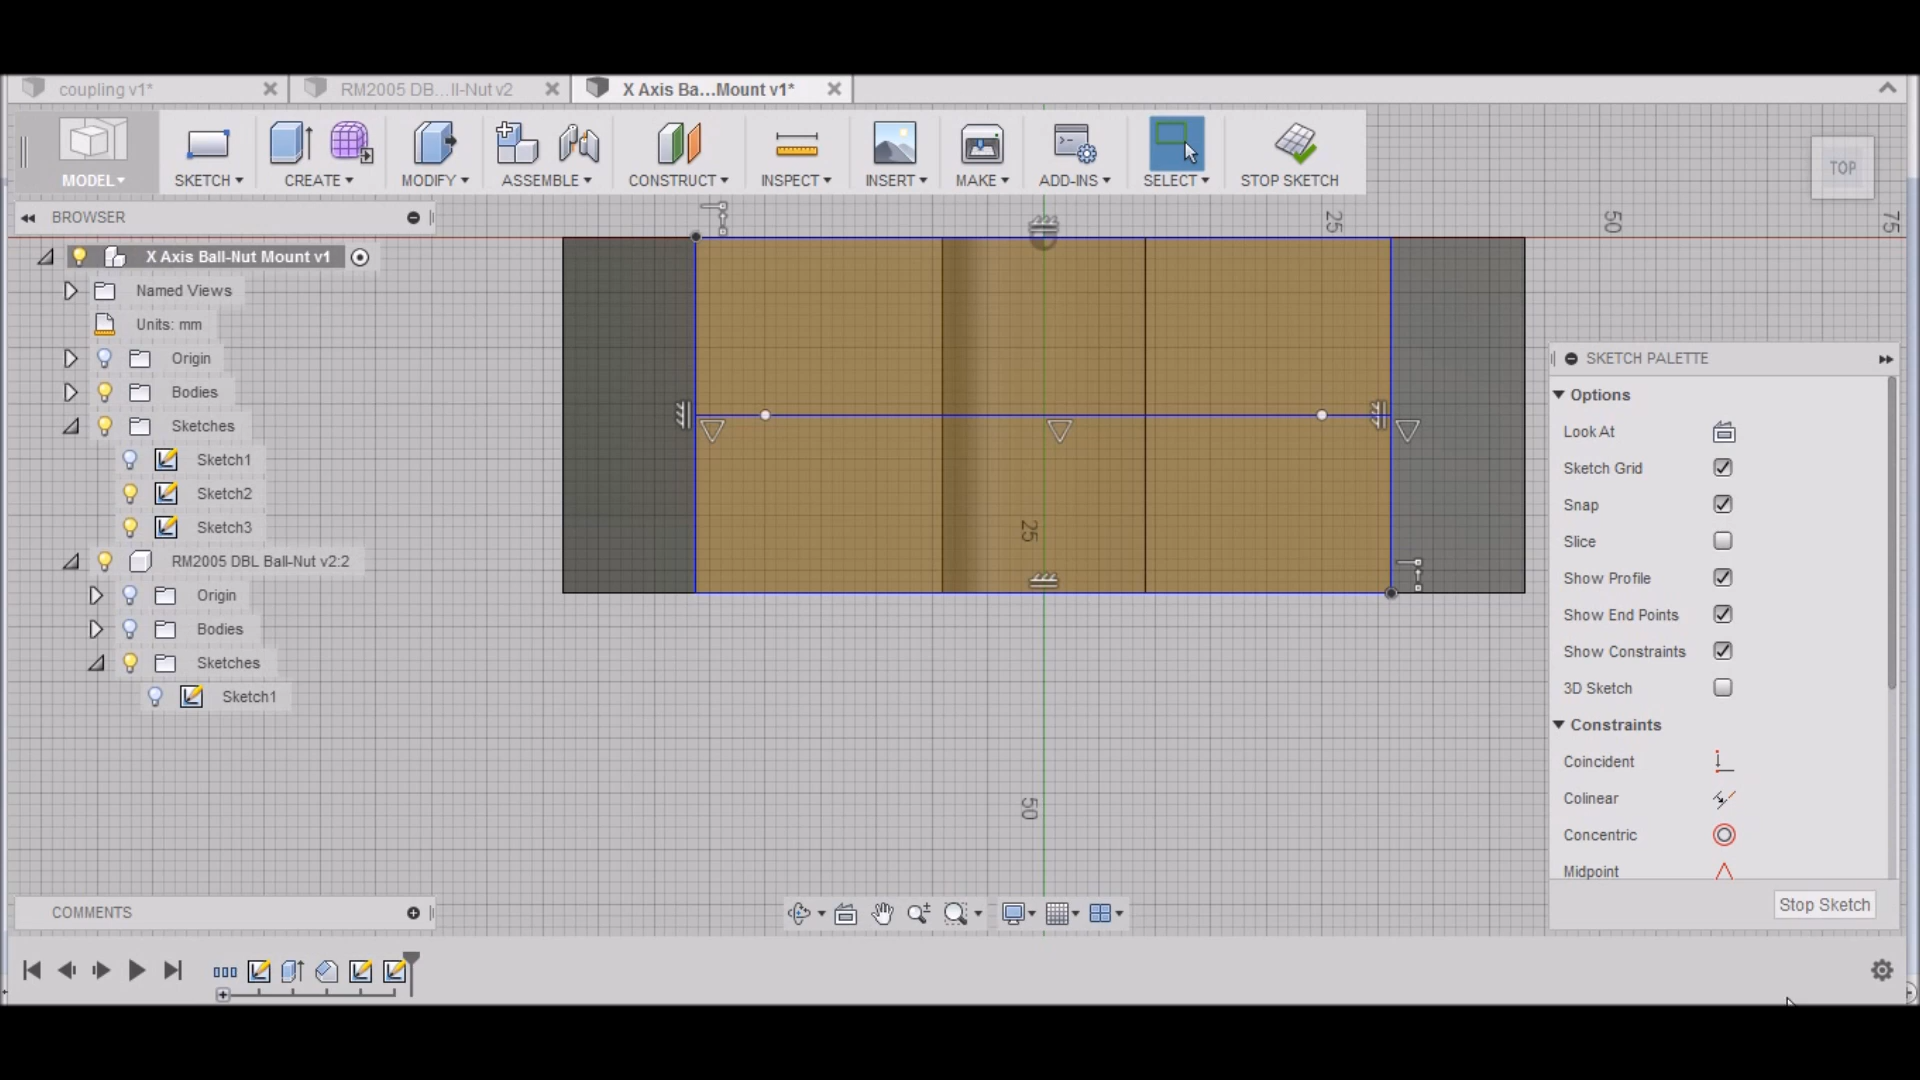 coupling v1*
RM2005 DB...ll-Nut v2
X Axis Ba...Mount v1*
MODEL
SKETCH
CREATE
MODIFY
ASSEMBLE
CONSTRUCT
INSPECT
INSERT
MAKE
ADD-INS
SELECT
STOP SKETCH
TOP
BROWSER
25
50
75
X Axis Ball-Nut Mount v1
Named Views
Units: mm
Origin
Bodies
Sketches
Sketch1
Sketch2
Sketch3
RM2005 DBL Ball-Nut v2:2
Origin
Bodies
Sketches
Sketch1
25
50
SKETCH PALETTE
Options
Look At
Sketch Grid
Snap
Slice
Show Profile
Show End Points
Show Constraints
3D Sketch
Constraints
Coincident
Colinear
Concentric
Midpoint
Stop Sketch
COMMENTS